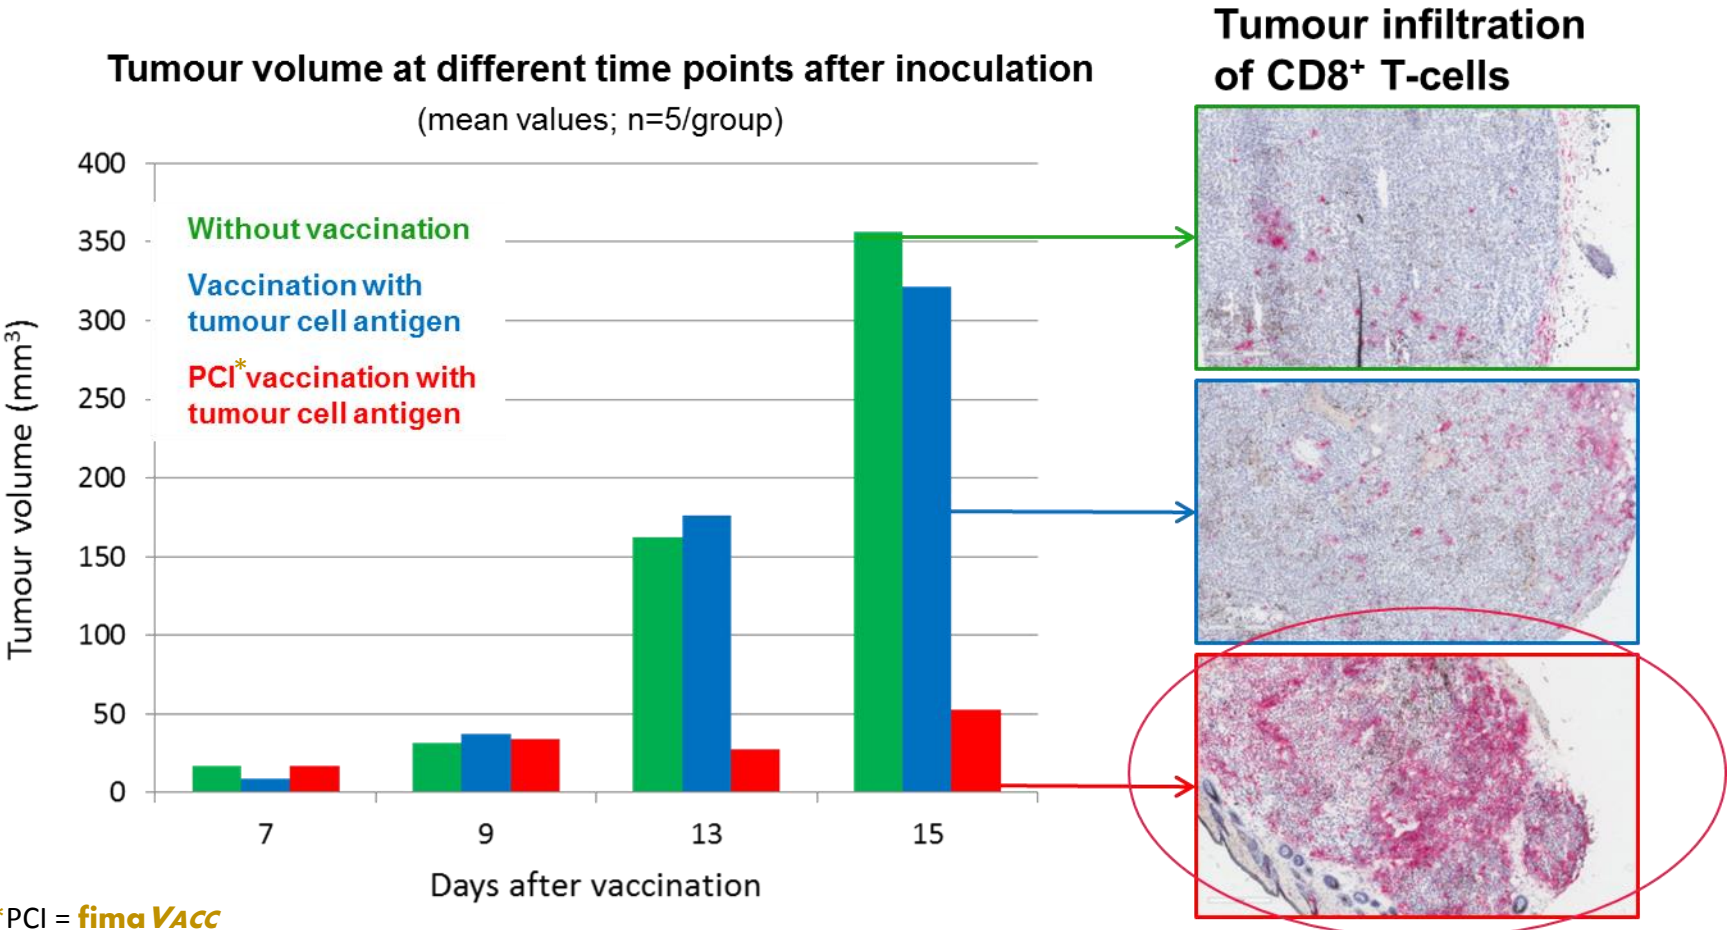 Tumour volume at different time points after inoculation
(mean values; n=5/group)
Tumour infiltration
of CD8⁺ T-cells
Tumour volume (mm³)
400
350
300
250
200
150
100
50
0
Without vaccination
Vaccination with
tumour cell antigen
PCI* vaccination with
tumour cell antigen
7 9 13 15
Days after vaccination
*PCI = fimaVACC